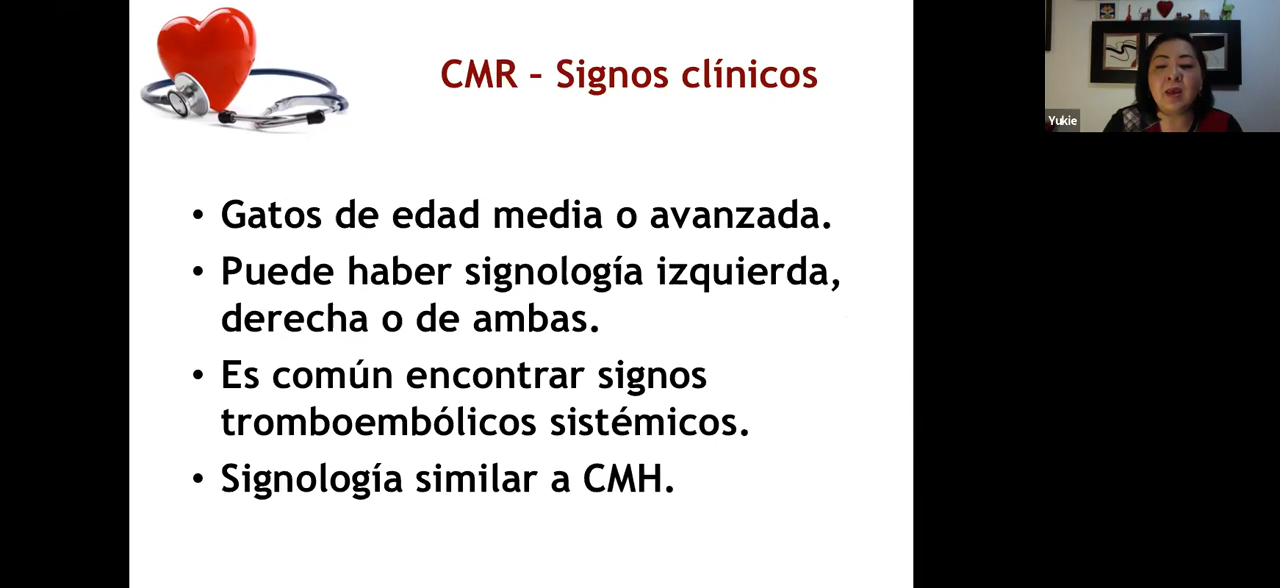 CMR – Signos clínicos
Yukie
• Gatos de edad media o avanzada.
• Puede haber signología izquierda,
derecha o de ambas.
• Es común encontrar signos
tromboembólicos sistémicos.
• Signología similar a CMH.